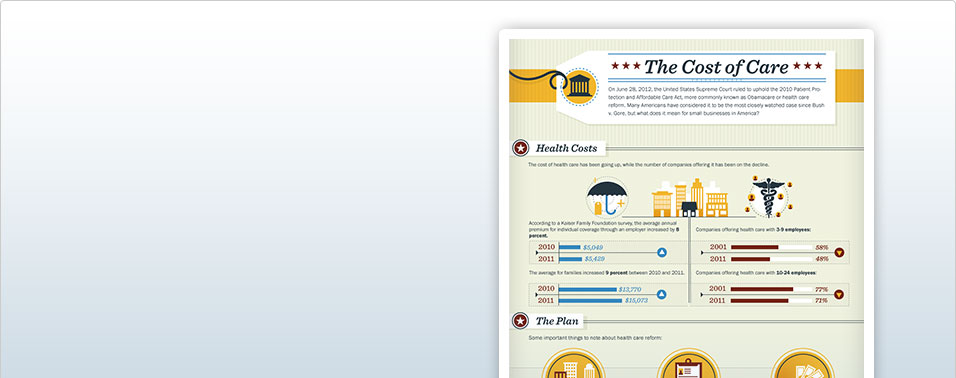 The Cost of Care
On June 28, 2012, the United States Supreme Court ruled to uphold the 2010 Patient Pro-
tection and Affordable Care Act, more commonly known as Obamacare or health care
reform. Many Americans have considered it to be the most closely watched case since Bush
v. Gore, but what does it mean for small businesses in America?
Health Costs
The cost of health care has been going up, while the number of companies offering it has been on the decline.
According to a Kaiser Family Foundation survey, the average annual
premium for individual coverage through an employer increased by 8
percent.
2010 $5,049
2011 $5,429
The average for families increased 9 percent between 2010 and 2011.
2010 $13,770
2011 $15,073
Companies offering health care with 3-9 employees:
2001 58%
2011 48%
Companies offering health care with 10-24 employees:
2001 77%
2011 71%
The Plan
Some important things to note about health care reform: